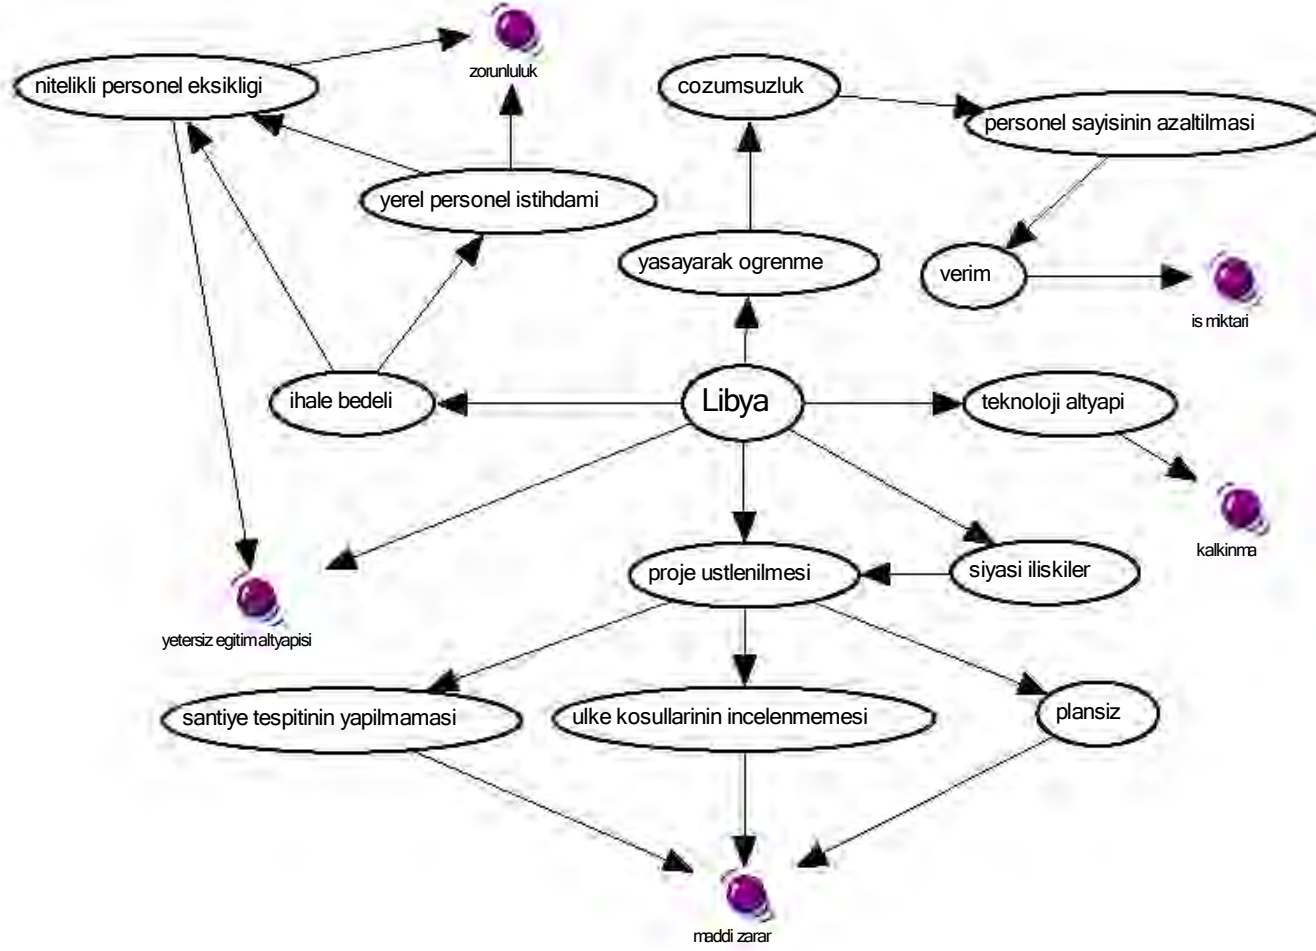 zorunluluk
nitelikli personel eksikligi
cozumsuzluk
personel sayisinin azaltilmasi
yerel personel istihdami
yasayarak ogrenme
verim
is miktari
ihale bedeli
Libya
teknoloji altyapi
kalkinma
proje ustlenilmesi
siyasi iliskiler
yetersiz egitim altyapisi
santiye tespitinin yapilmamasi
ulke kosullarinin incelenmemesi
plansiz
maddi zarar